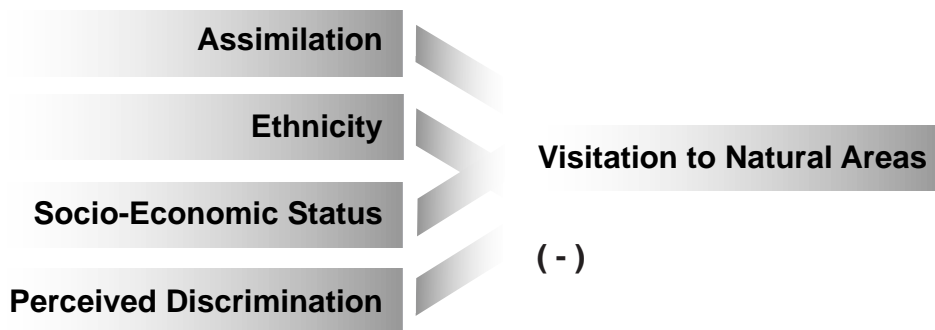 Assimilation
Ethnicity
Socio-Economic Status
Perceived Discrimination
Visitation to Natural Areas
( - )